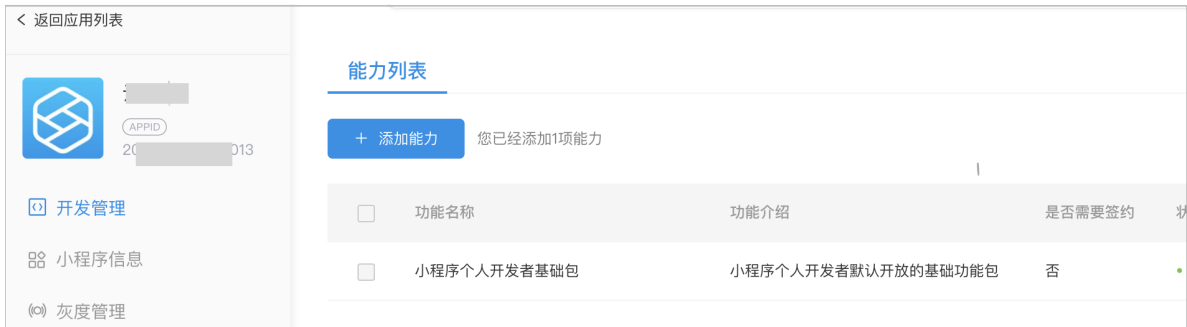 返回应用列表
APPID
20
013
开发管理
小程序信息
灰度管理
能力列表
+ 添加能力 您已经添加1项能力
功能名称 功能介绍 是否需要签约
小程序个人开发者基础包 小程序个人开发者默认开放的基础功能包 否